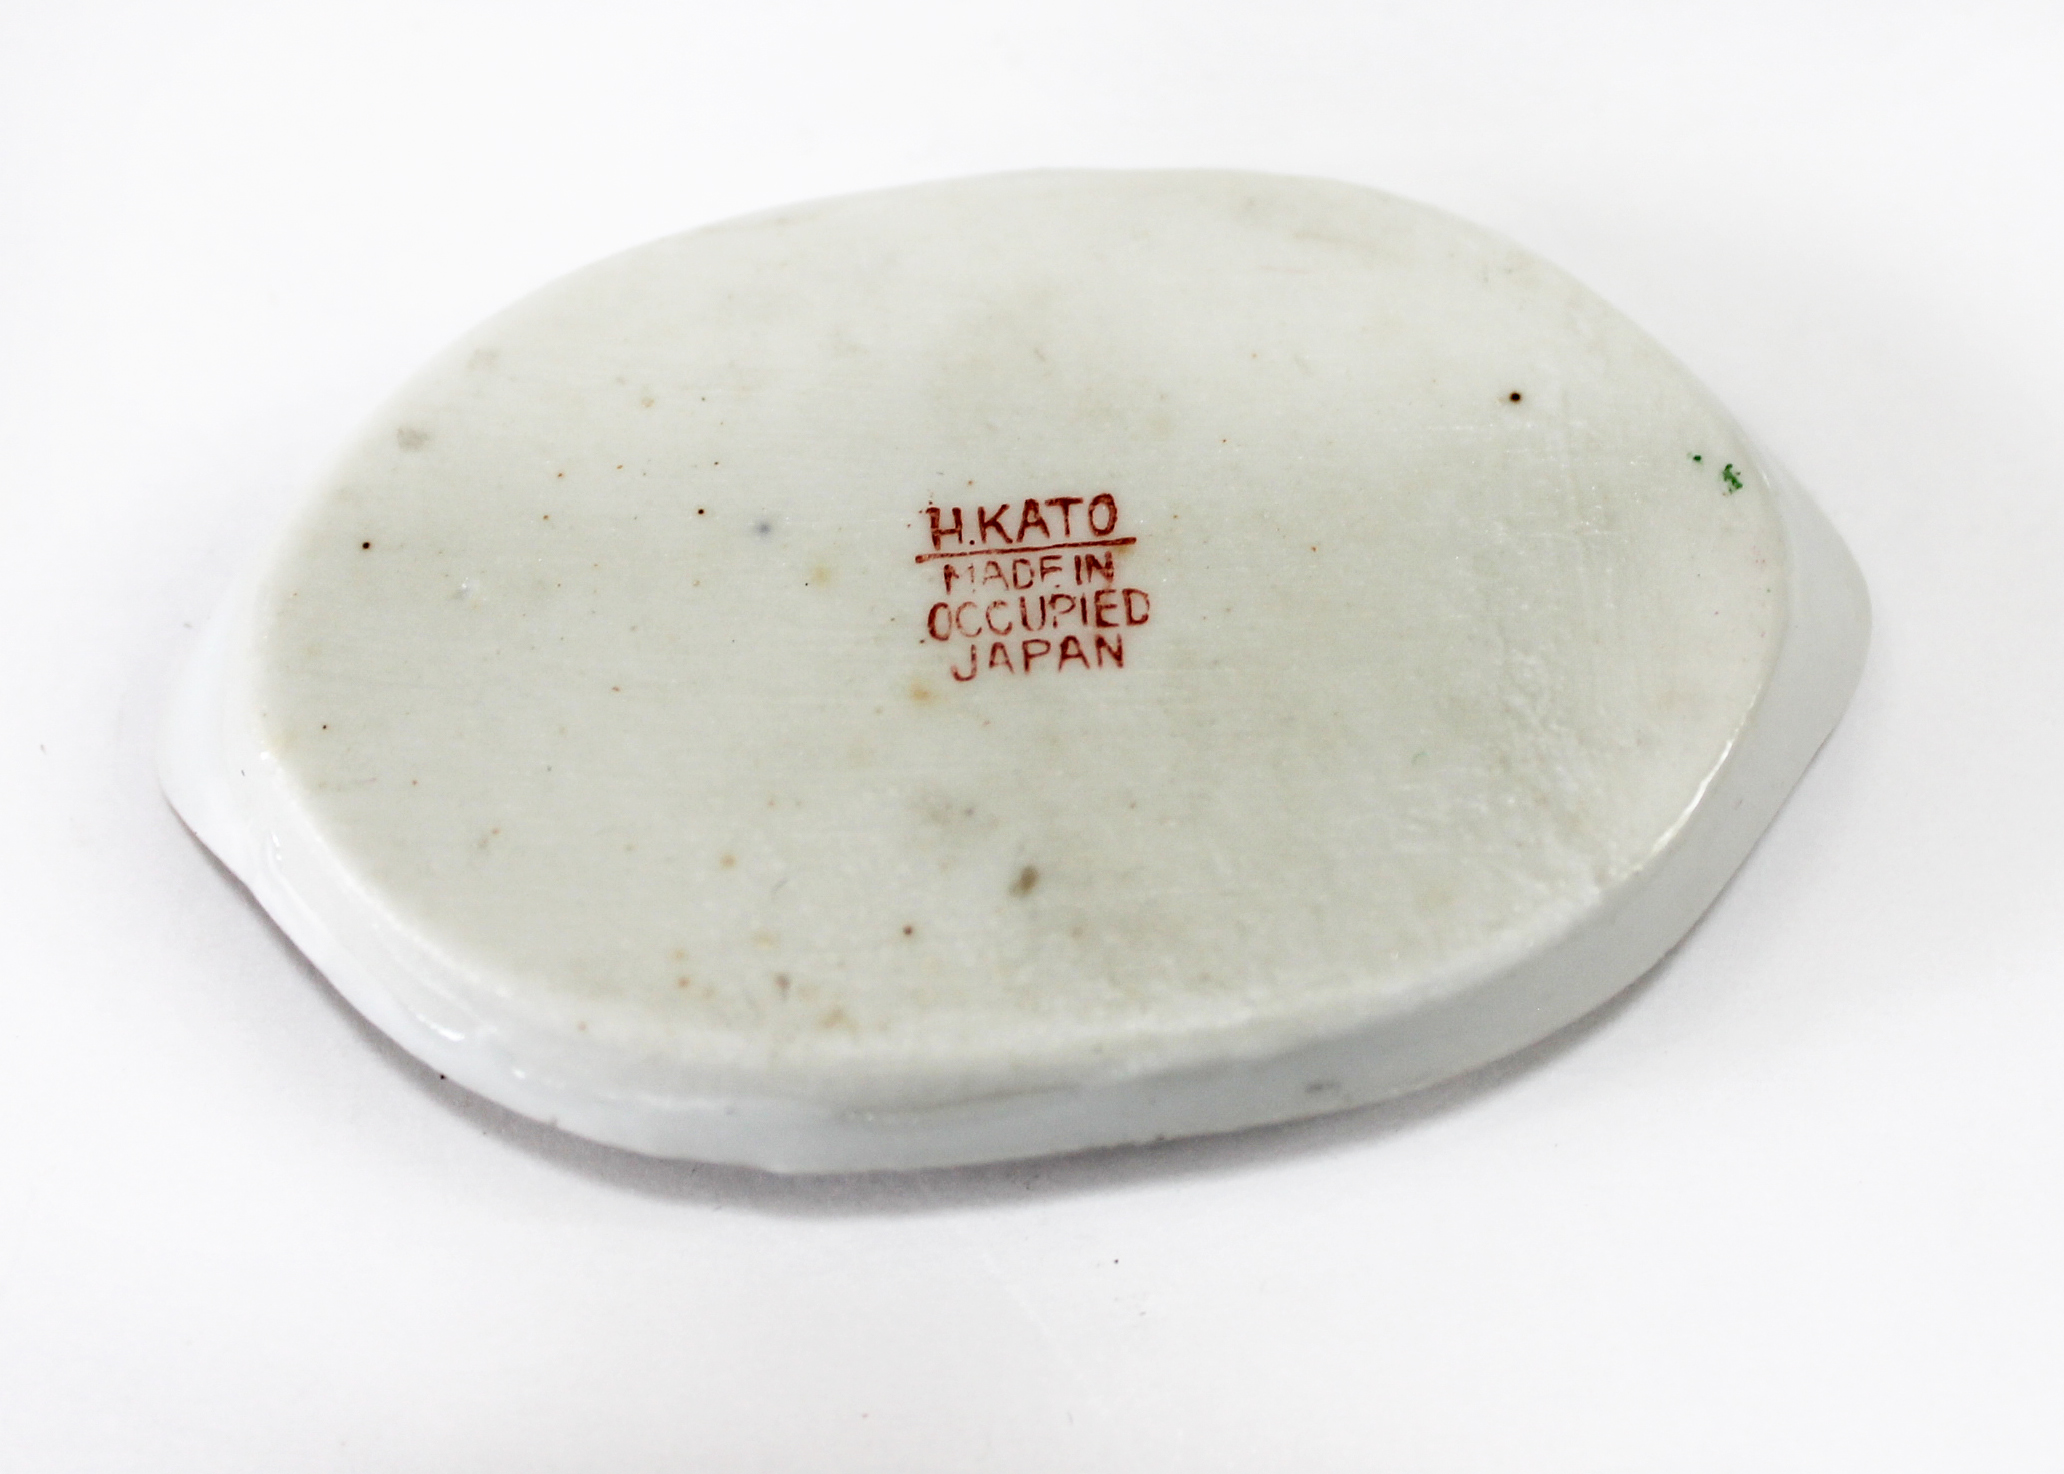 H.KATO
MADE IN
OCCUPIED
JAPAN